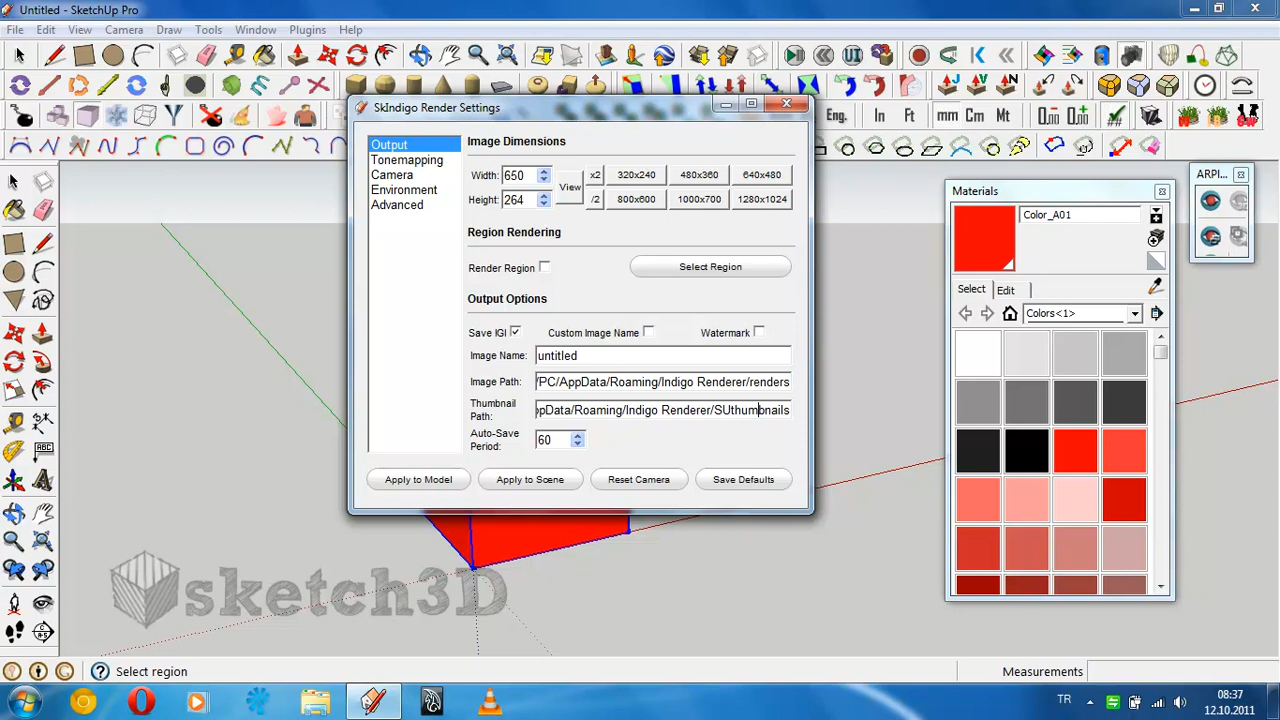 Untitled - SketchUp Pro
File Edit View Camera Draw Tools Window Plugins Help
Eng. In Ft mm Cm Mt
SkIndigo Render Settings
Output
Tonemapping
Camera
Environment
Advanced
Image Dimensions
Width: 650 View x2 320x240 480x360 640x480
Height: 264 /2 800x600 1000x700 1280x1024
Region Rendering
Render Region Select Region
Output Options
Save IGI Custom Image Name Watermark
Image Name: untitled
Image Path: /PC/AppData/Roaming/Indigo Renderer/renders
Thumbnail
Path: ppData/Roaming/Indigo Renderer/SUthumbnails
Auto-Save
Period: 60
Apply to Model Apply to Scene Reset Camera Save Defaults
Materials
Color_A01
Select Edit
Colors<1>
ARPI...
sketch3D
Select region
Measurements
TR
08:37
12.10.2011